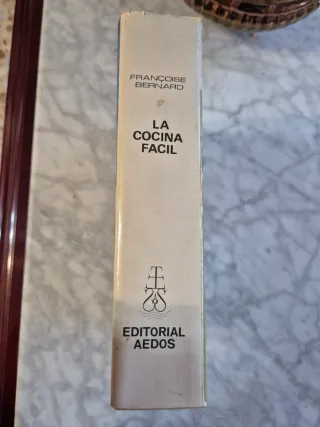 FRANÇOISE
BERNARD
LA
COCINA
FACIL
EDITORIAL
AEDOS